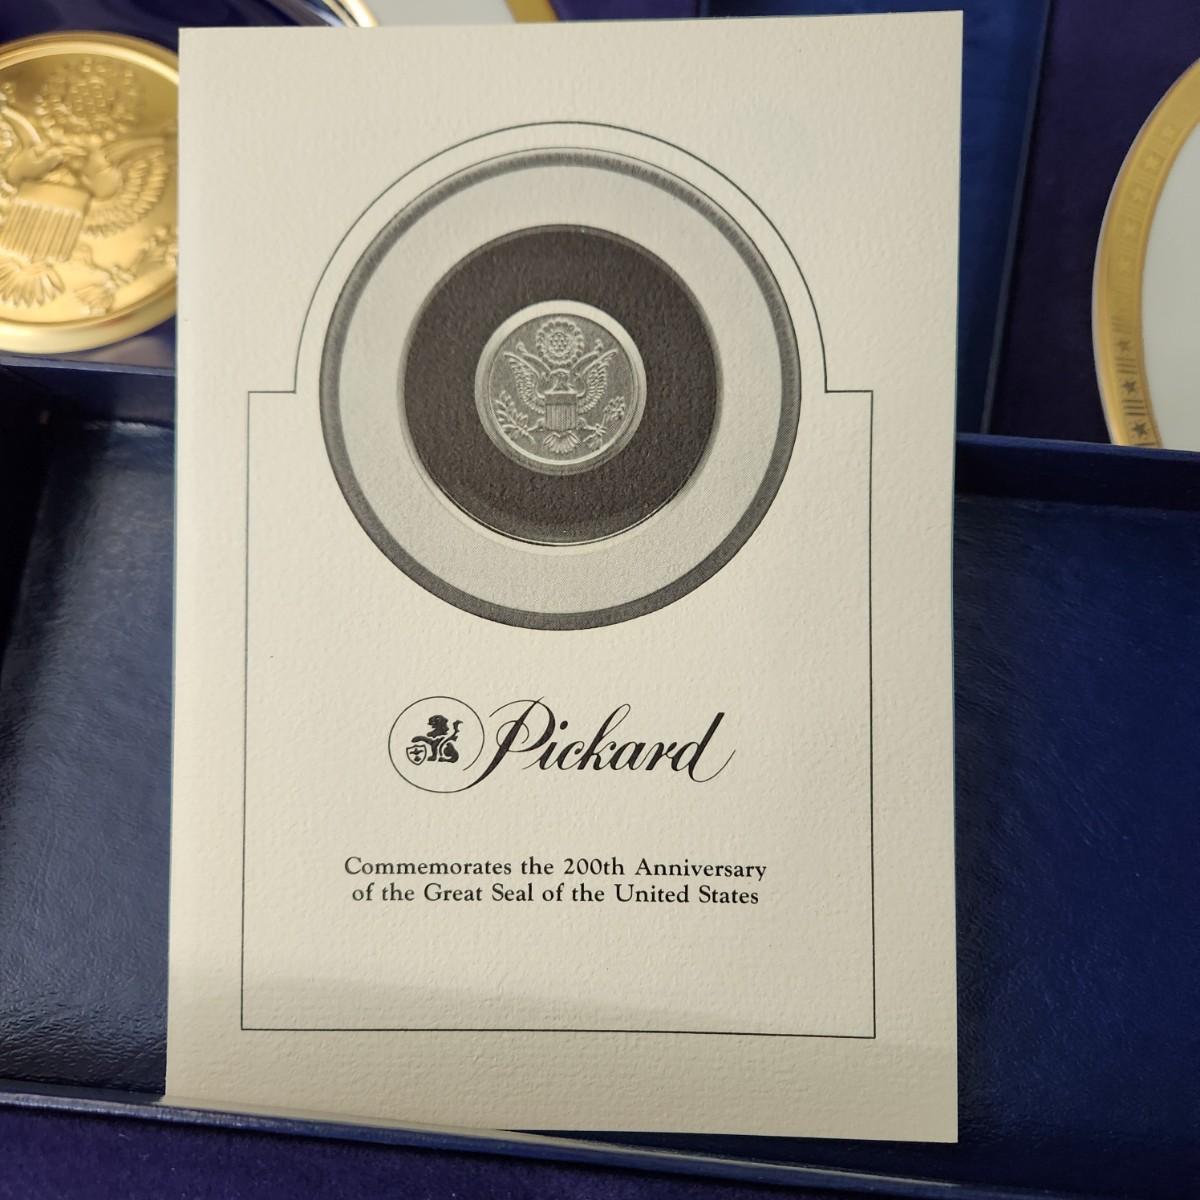 Pickard
Commemorates the 200th Anniversary
of the Great Seal of the United States